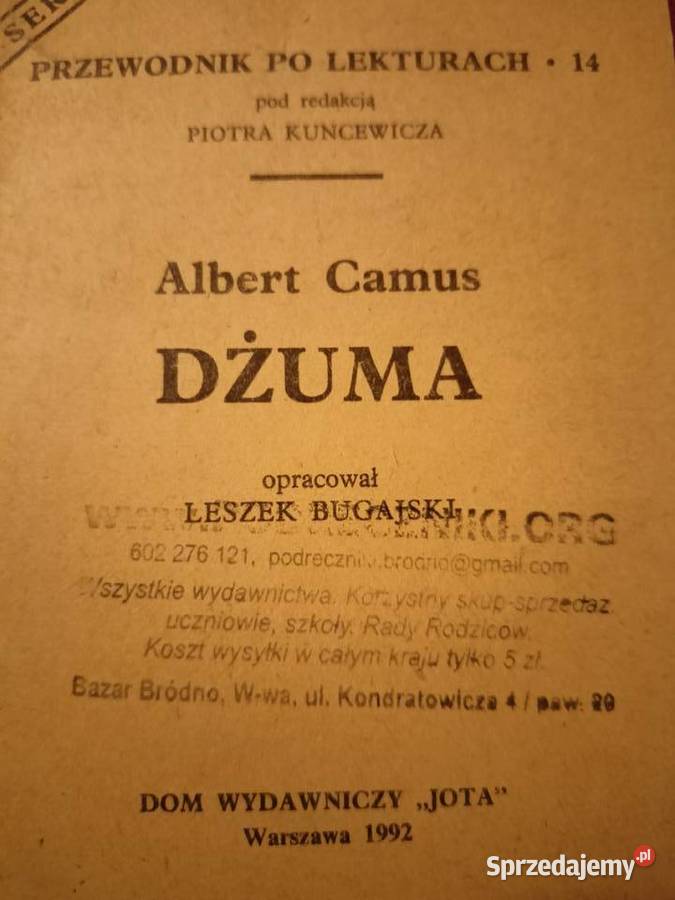 SER
PRZEWODNIK PO LEKTURACH • 14
pod redakcją
PIOTRA KUNCEWICZA
Albert Camus
DŻUMA
opracował
LESZEK BUGAJSKI
602 276 121,
Wszystkie wydawnictwa. Korzystny skup-sprzedaz.
uczniowie, szkoły, Rady Rodziców.
Koszt wysyłki w całym kraju tylko 5 zł.
Bazar Bródno, W-wa, ul. Kondratowicza 4 / paw.
DOM WYDAWNICZY „JOTA”
Warszawa 1992
Sprzedajemy.pl